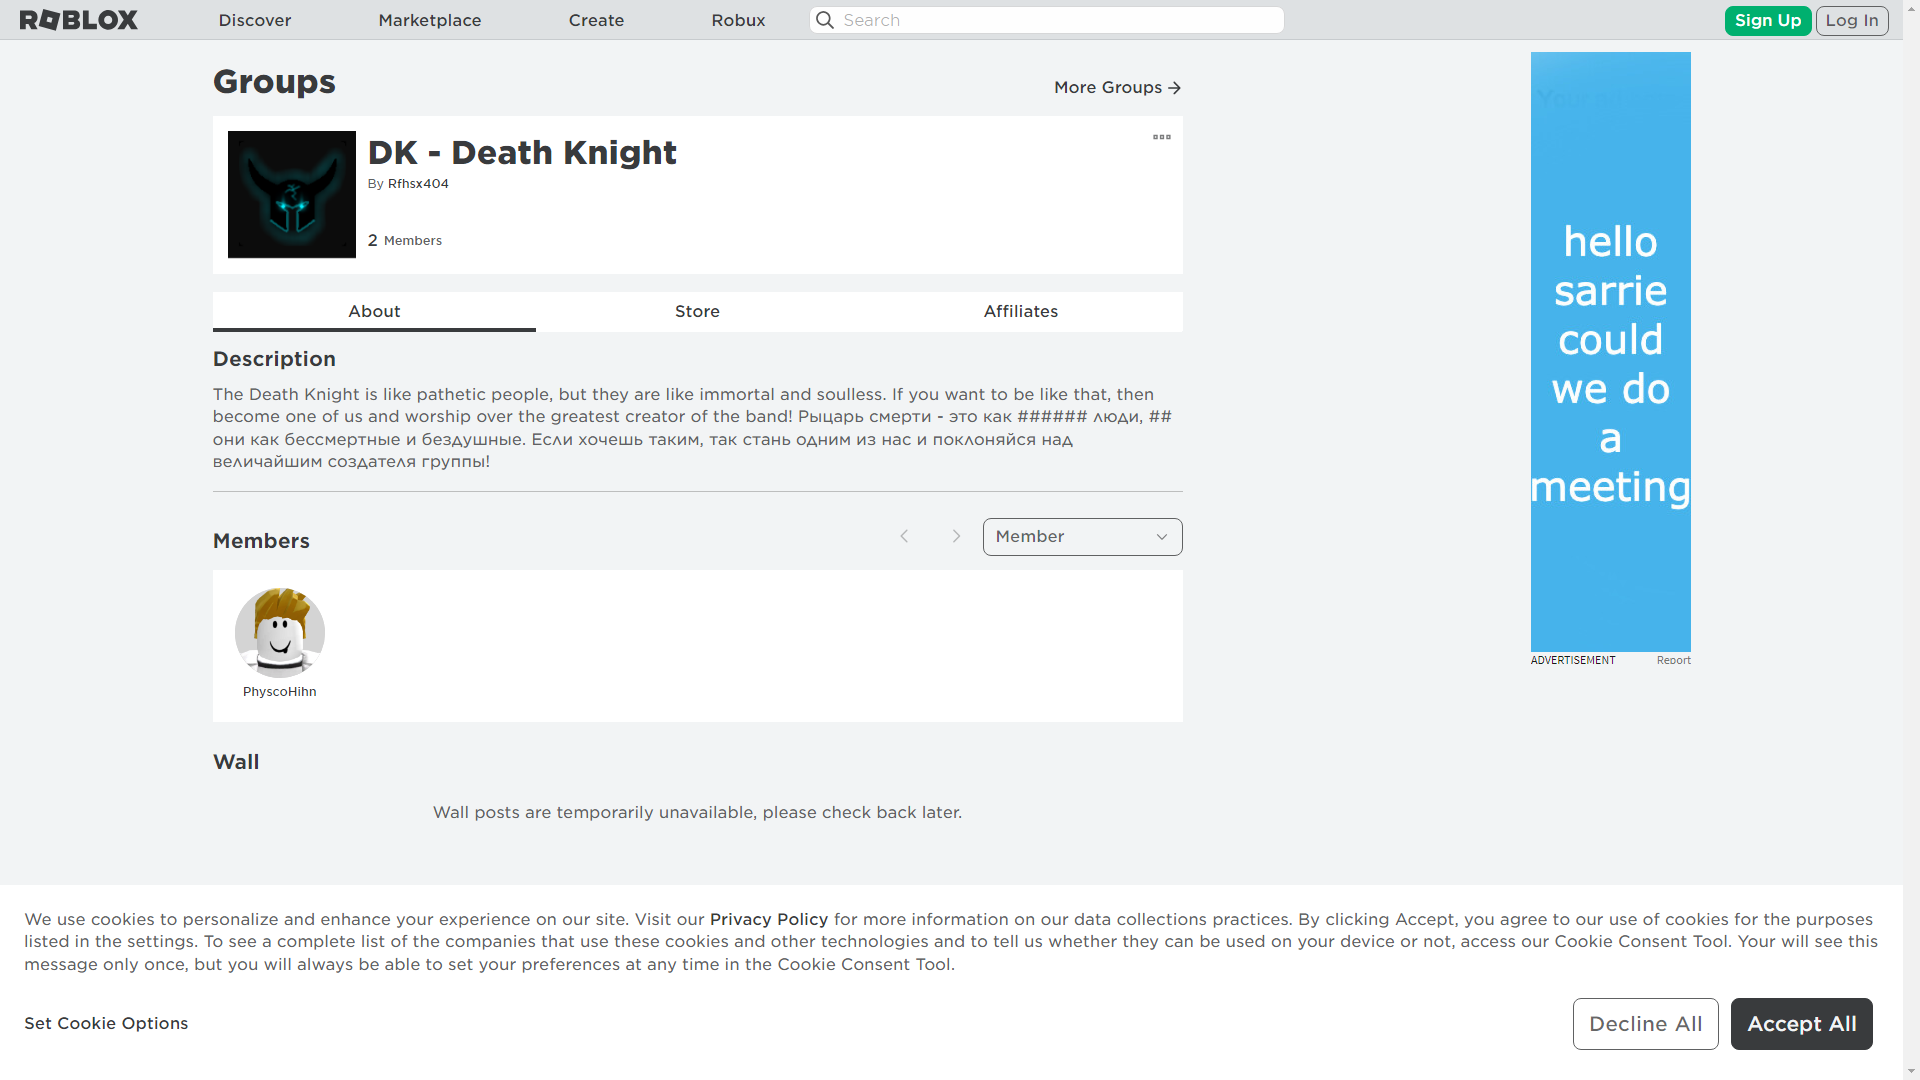 ROBLOX
Discover
Marketplace
Create
Robux
Search
Sign Up
Log In
Groups
More Groups
DK - Death Knight
By Rfhsx404
2 Members
About
Store
Affiliates
Description
The Death Knight is like pathetic people, but they are like immortal and soulless. If you want to be like that, then
become one of us and worship over the greatest creator of the band! Рыцарь смерти - это как ###### люди, ##
они как бессмертные и бездушные. Если хочешь таким, так стань одним из нас и поклоняйся над
величайшим создателя группы!
Members
Member
PhyscoHihn
Wall
Wall posts are temporarily unavailable, please check back later.
hello
sarrie
could
we do
a
meeting
ADVERTISEMENT
Report
We use cookies to personalize and enhance your experience on our site. Visit our Privacy Policy for more information on our data collections practices. By clicking Accept, you agree to our use of cookies for the purposes
listed in the settings. To see a complete list of the companies that use these cookies and other technologies and to tell us whether they can be used on your device or not, access our Cookie Consent Tool. Your will see this
message only once, but you will always be able to set your preferences at any time in the Cookie Consent Tool.
Set Cookie Options
Decline All
Accept All